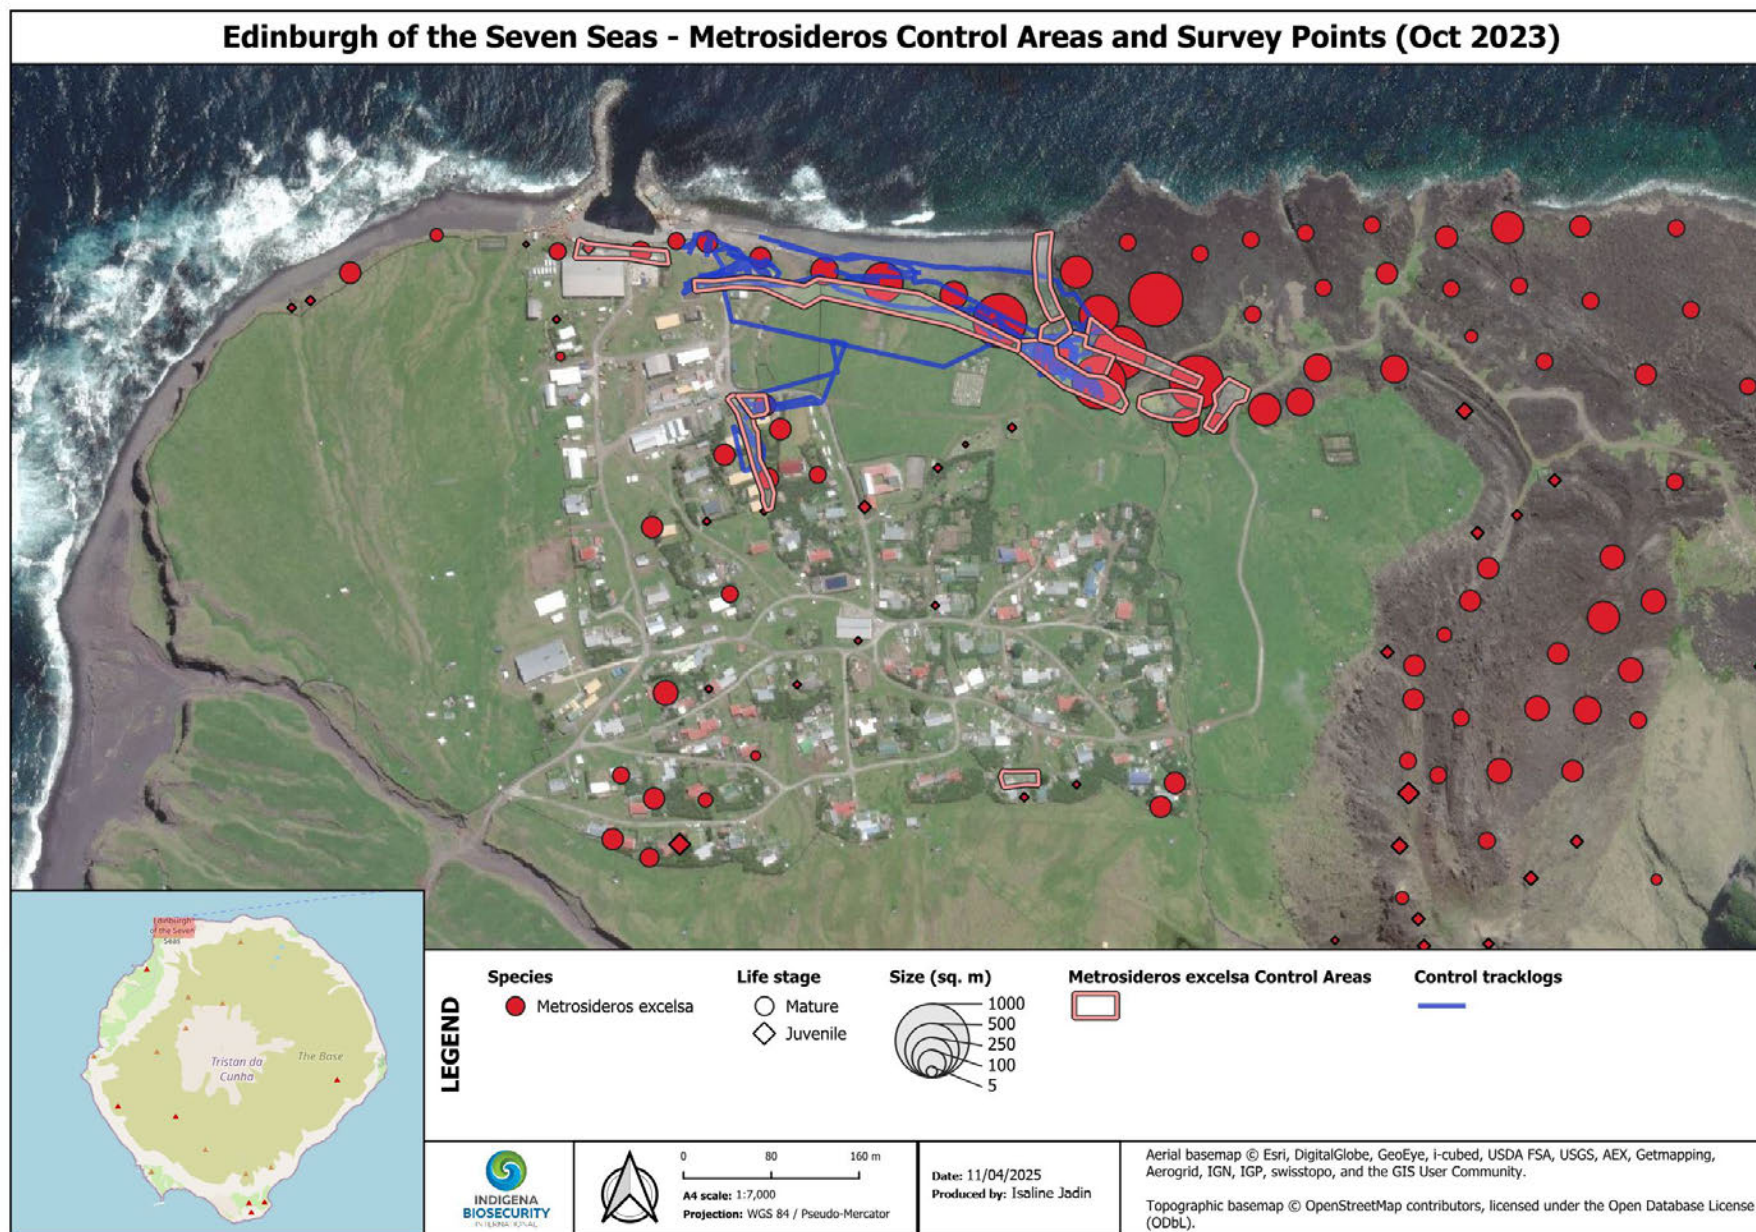 Edinburgh of the Seven Seas - Metrosideros Control Areas and Survey Points (Oct 2023)
Edinburgh
of the Seven
Seas
Tristan da
Cunha
The Base
LEGEND
Species
Metrosideros excelsa
Life stage
Mature
Juvenile
Size (sq. m)
1000
500
250
100
5
Metrosideros excelsa Control Areas
Control tracklogs
INDIGENA
BIOSECURITY
INTERNATIONAL
0 80 160 m
A4 scale: 1:7,000
Projection: WGS 84 / Pseudo-Mercator
Date: 11/04/2025
Produced by: Isaline Jadin
Aerial basemap © Esri, DigitalGlobe, GeoEye, i-cubed, USDA FSA, USGS, AEX, Getmapping,
Aerogrid, IGN, IGP, swisstopo, and the GIS User Community.
Topographic basemap © OpenStreetMap contributors, licensed under the Open Database License
(ODbL).